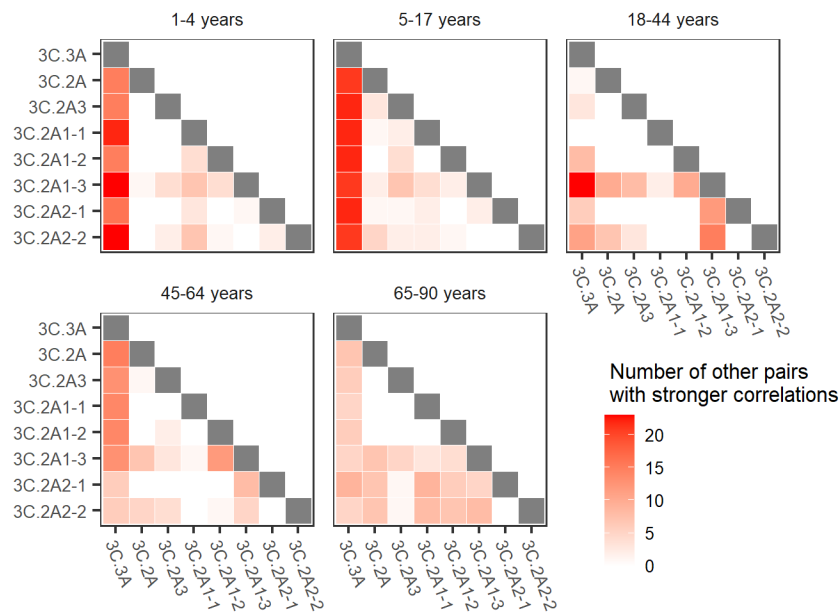 1-4 years
5-17 years
18-44 years
3C.3A
3C.2A
3C.2A3
3C.2A1-1
3C.2A1-2
3C.2A1-3
3C.2A2-1
3C.2A2-2
3C.3A
3C.2A
3C.2A3
3C.2A1-1
3C.2A1-2
3C.2A1-3
3C.2A2-1
3C.2A2-2
45-64 years
65-90 years
3C.3A
3C.2A
3C.2A3
3C.2A1-1
3C.2A1-2
3C.2A1-3
3C.2A2-1
3C.2A2-2
3C.3A
3C.2A
3C.2A3
3C.2A1-1
3C.2A1-2
3C.2A1-3
3C.2A2-1
3C.2A2-2
3C.3A
3C.2A
3C.2A3
3C.2A1-1
3C.2A1-2
3C.2A1-3
3C.2A2-1
3C.2A2-2
Number of other pairs
with stronger correlations
20
15
10
5
0